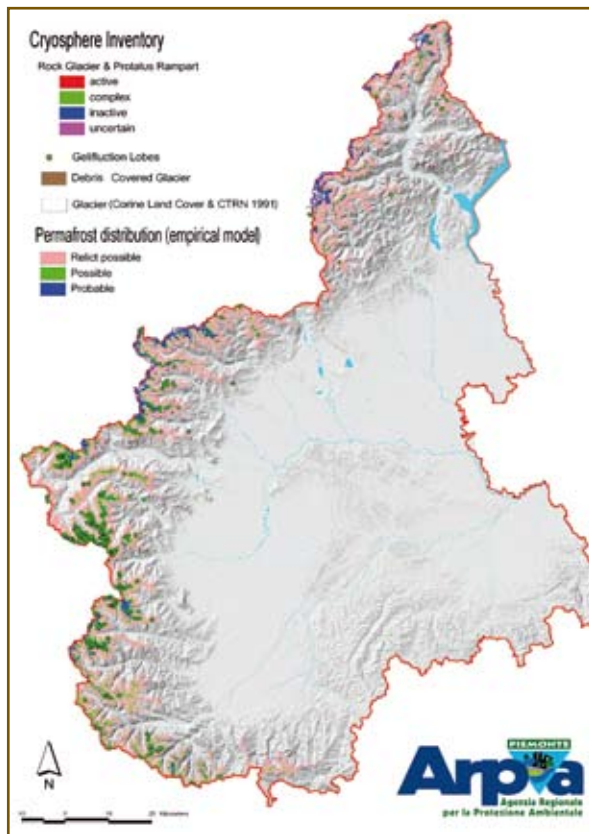 Cryosphere Inventory
Rock Glacier & Protalus Rampart
active
complex
inactive
uncertain
Gelifluction Lobes
Debris Covered Glacier
Glacier (Corine Land Cover & CTRN 1991)
Permafrost distribution (empirical model)
Relict possible
Possible
Probable
N
Kilometers
PIEMONTE
Arpa
Agenzia Regionale
per la Protezione Ambientale